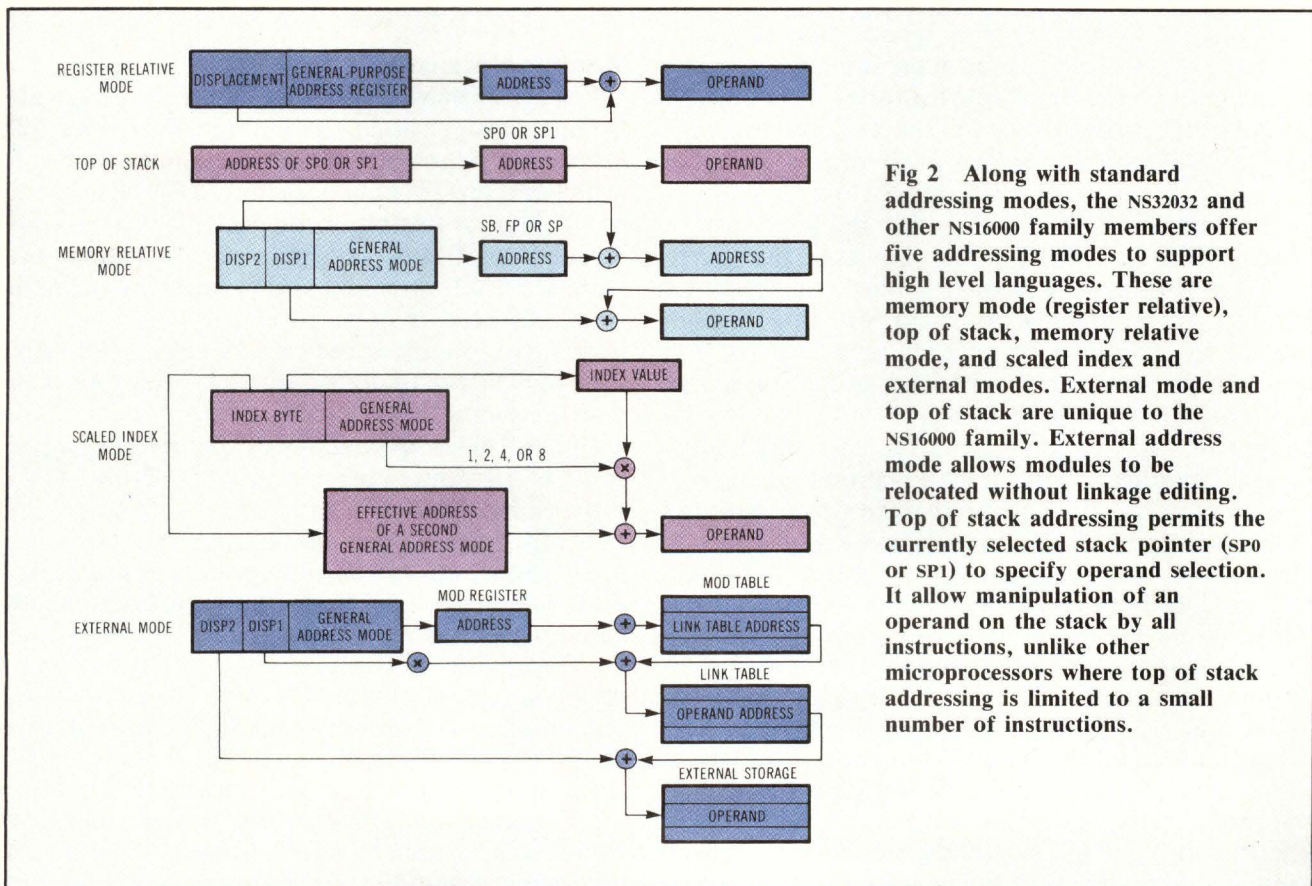 REGISTER RELATIVE
MODE
DISPLACEMENT
GENERAL-PURPOSE
ADDRESS REGISTER
ADDRESS
+
OPERAND
SP0 OR SP1
TOP OF STACK
ADDRESS OF SP0 OR SP1
ADDRESS
OPERAND
MEMORY RELATIVE
MODE
DISP2
DISP1
GENERAL
ADDRESS MODE
SB, FP OR SP
ADDRESS
+
ADDRESS
+
OPERAND
SCALED INDEX
MODE
INDEX BYTE
GENERAL
ADDRESS MODE
INDEX VALUE
1, 2, 4, OR 8
×
EFFECTIVE ADDRESS
OF A SECOND
GENERAL ADDRESS MODE
+
OPERAND
EXTERNAL MODE
DISP2
DISP1
GENERAL
ADDRESS MODE
MOD REGISTER
ADDRESS
+
MOD TABLE
LINK TABLE ADDRESS
×
+
LINK TABLE
OPERAND ADDRESS
+
EXTERNAL STORAGE
OPERAND
Fig 2 Along with standard
addressing modes, the NS32032 and
other NS16000 family members offer
five addressing modes to support
high level languages. These are
memory mode (register relative),
top of stack, memory relative
mode, and scaled index and
external modes. External mode and
top of stack are unique to the
NS16000 family. External address
mode allows modules to be
relocated without linkage editing.
Top of stack addressing permits the
currently selected stack pointer (SP0
or SP1) to specify operand selection.
It allow manipulation of an
operand on the stack by all
instructions, unlike other
microprocessors where top of stack
addressing is limited to a small
number of instructions.